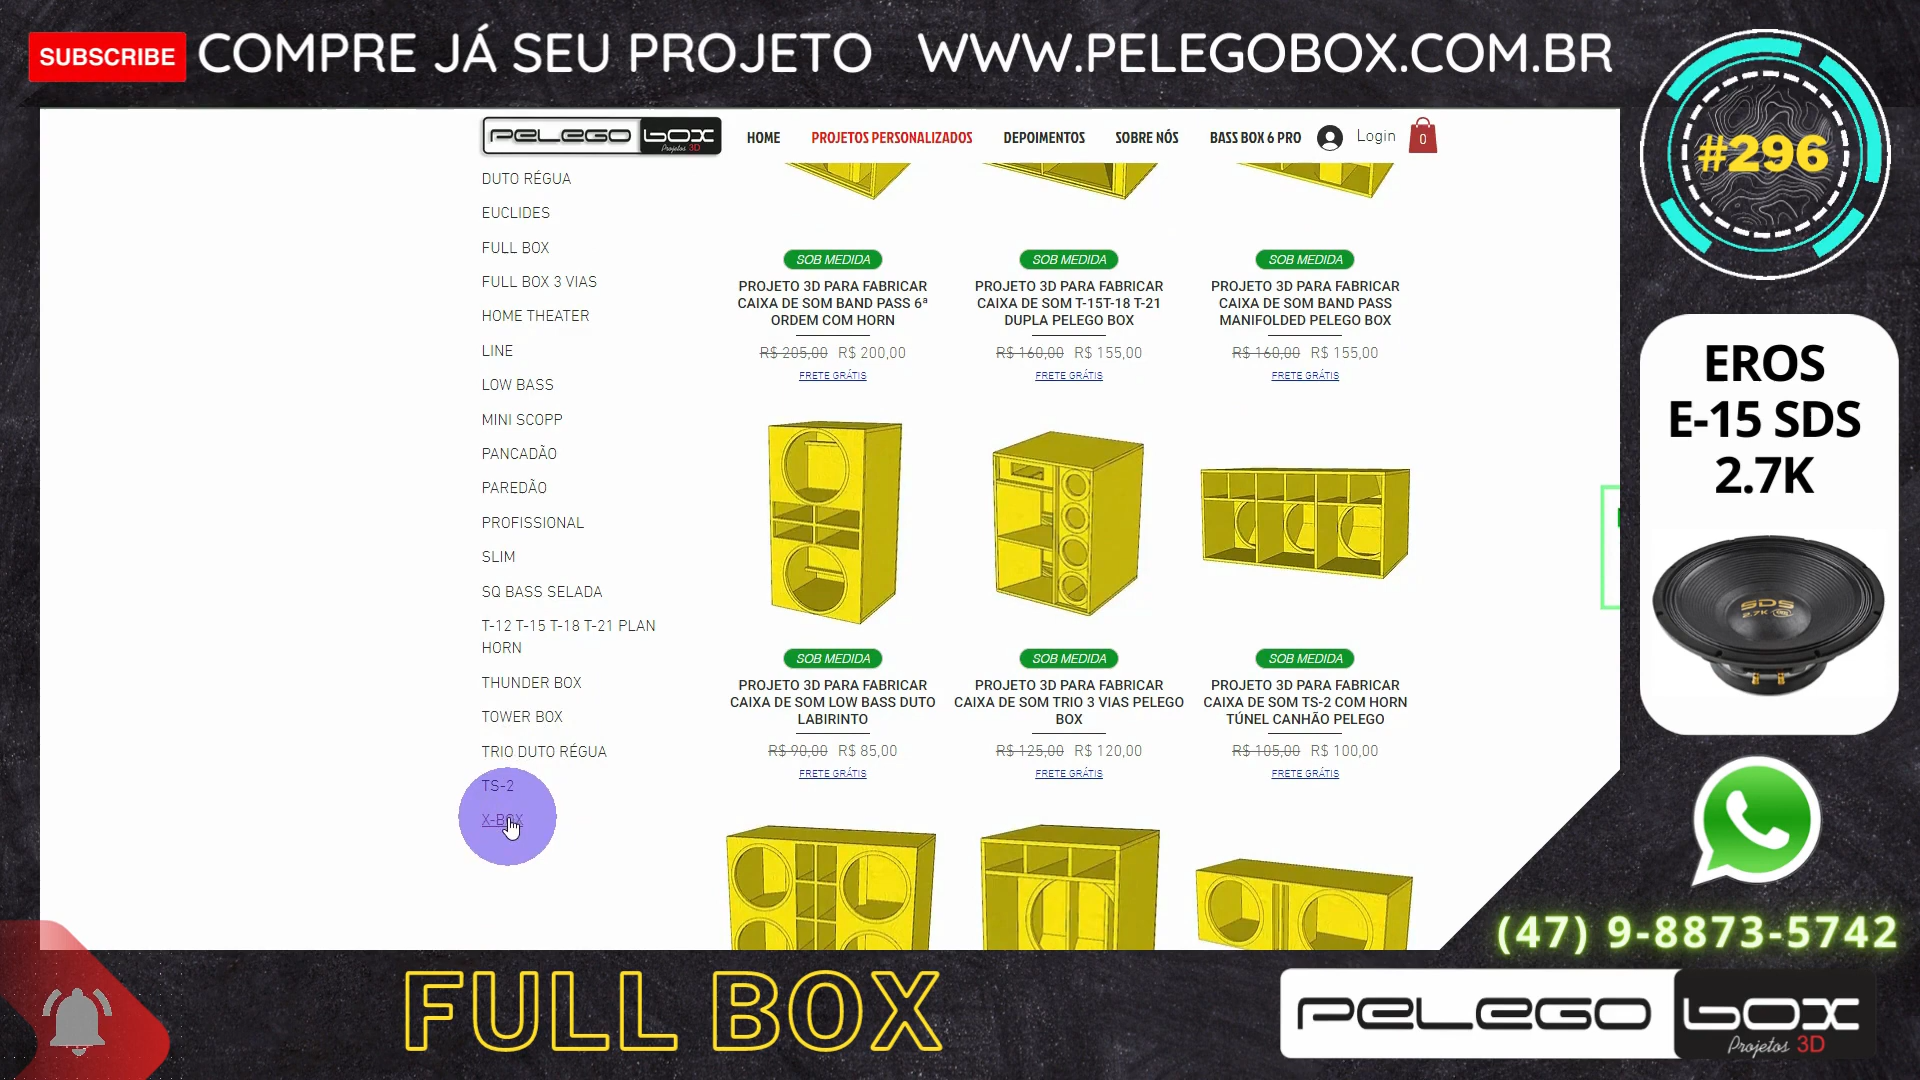 SUBSCRIBE COMPRE JÁ SEU PROJETO WWW.PELEGOBOX.COM.BR
#296
PELEGO BOX
Projetos 3D
HOME PROJETOS PERSONALIZADOS DEPOIMENTOS SOBRE NÓS BASS BOX 6 PRO Login 0
DUTO RÉGUA
EUCLIDES
FULL BOX
FULL BOX 3 VIAS
HOME THEATER
LINE
LOW BASS
MINI SCOPP
PANCADÃO
PAREDÃO
PROFISSIONAL
SLIM
SQ BASS SELADA
T-12 T-15 T-18 T-21 PLAN
HORN
THUNDER BOX
TOWER BOX
TRIO DUTO RÉGUA
TS-2
X-BOX
SOB MEDIDA
PROJETO 3D PARA FABRICAR
CAIXA DE SOM BAND PASS 6ª
ORDEM COM HORN
R$ 205,00 R$ 200,00
FRETE GRÁTIS
SOB MEDIDA
PROJETO 3D PARA FABRICAR
CAIXA DE SOM T-15T-18 T-21
DUPLA PELEGO BOX
R$ 160,00 R$ 155,00
FRETE GRÁTIS
SOB MEDIDA
PROJETO 3D PARA FABRICAR
CAIXA DE SOM BAND PASS
MANIFOLDED PELEGO BOX
R$ 160,00 R$ 155,00
FRETE GRÁTIS
SOB MEDIDA
PROJETO 3D PARA FABRICAR
CAIXA DE SOM LOW BASS DUTO
LABIRINTO
R$ 90,00 R$ 85,00
FRETE GRÁTIS
SOB MEDIDA
PROJETO 3D PARA FABRICAR
CAIXA DE SOM TRIO 3 VIAS PELEGO
BOX
R$ 125,00 R$ 120,00
FRETE GRÁTIS
SOB MEDIDA
PROJETO 3D PARA FABRICAR
CAIXA DE SOM TS-2 COM HORN
TÚNEL CANHÃO PELEGO
R$ 105,00 R$ 100,00
FRETE GRÁTIS
EROS
E-15 SDS
2.7K
SDS
2.7K
(47) 9-8873-5742
FULL BOX
PELEGO BOX
Projetos 3D